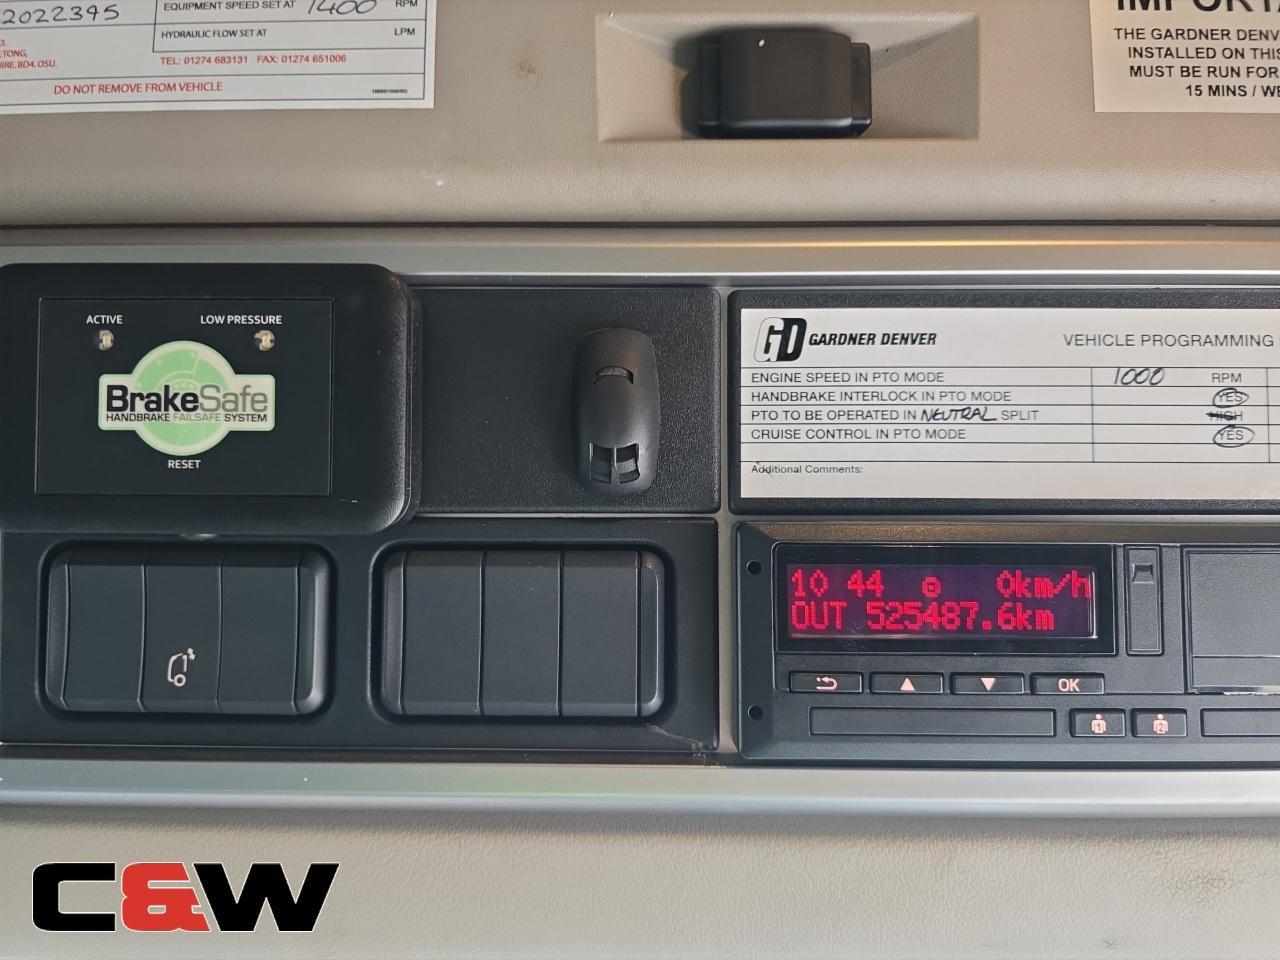 2022395
EQUIPMENT SPEED SET AT 1400 RPM
HYDRAULIC FLOW SET AT LPM
TEL: 01274 683131 FAX: 01274 651006
BD4, OSU.
DO NOT REMOVE FROM VEHICLE
THE GARDNER DENV
INSTALLED ON THIS
MUST BE RUN FOR
15 MINS / WE
ACTIVE
LOW PRESSURE
BrakeSafe
HANDBRAKE FAILSAFE SYSTEM
RESET
GD GARDNER DENVER
VEHICLE PROGRAMMING
ENGINE SPEED IN PTO MODE 1000 RPM
HANDBRAKE INTERLOCK IN PTO MODE YES
PTO TO BE OPERATED IN NEUTRAL SPLIT HIGH
CRUISE CONTROL IN PTO MODE YES
Additional Comments:
10 44 0km/h
OUT 525487.6km
OK
1 2
C&W